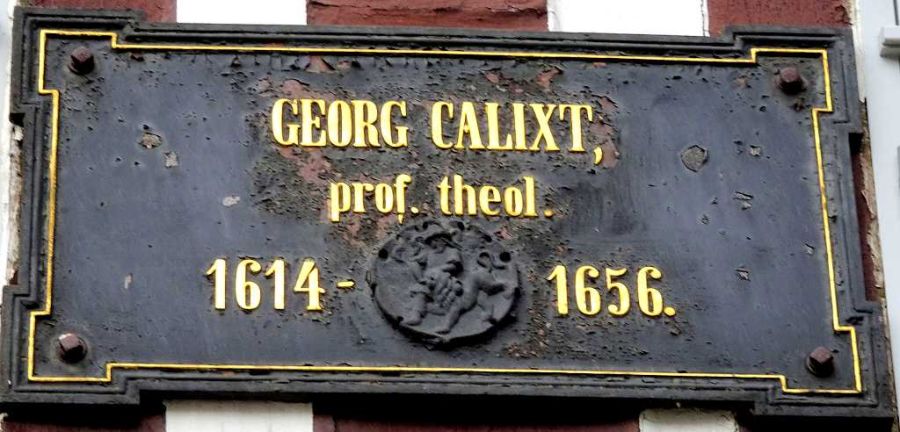 GEORG CALIXT,
prof. theol.
1614 - 1656.